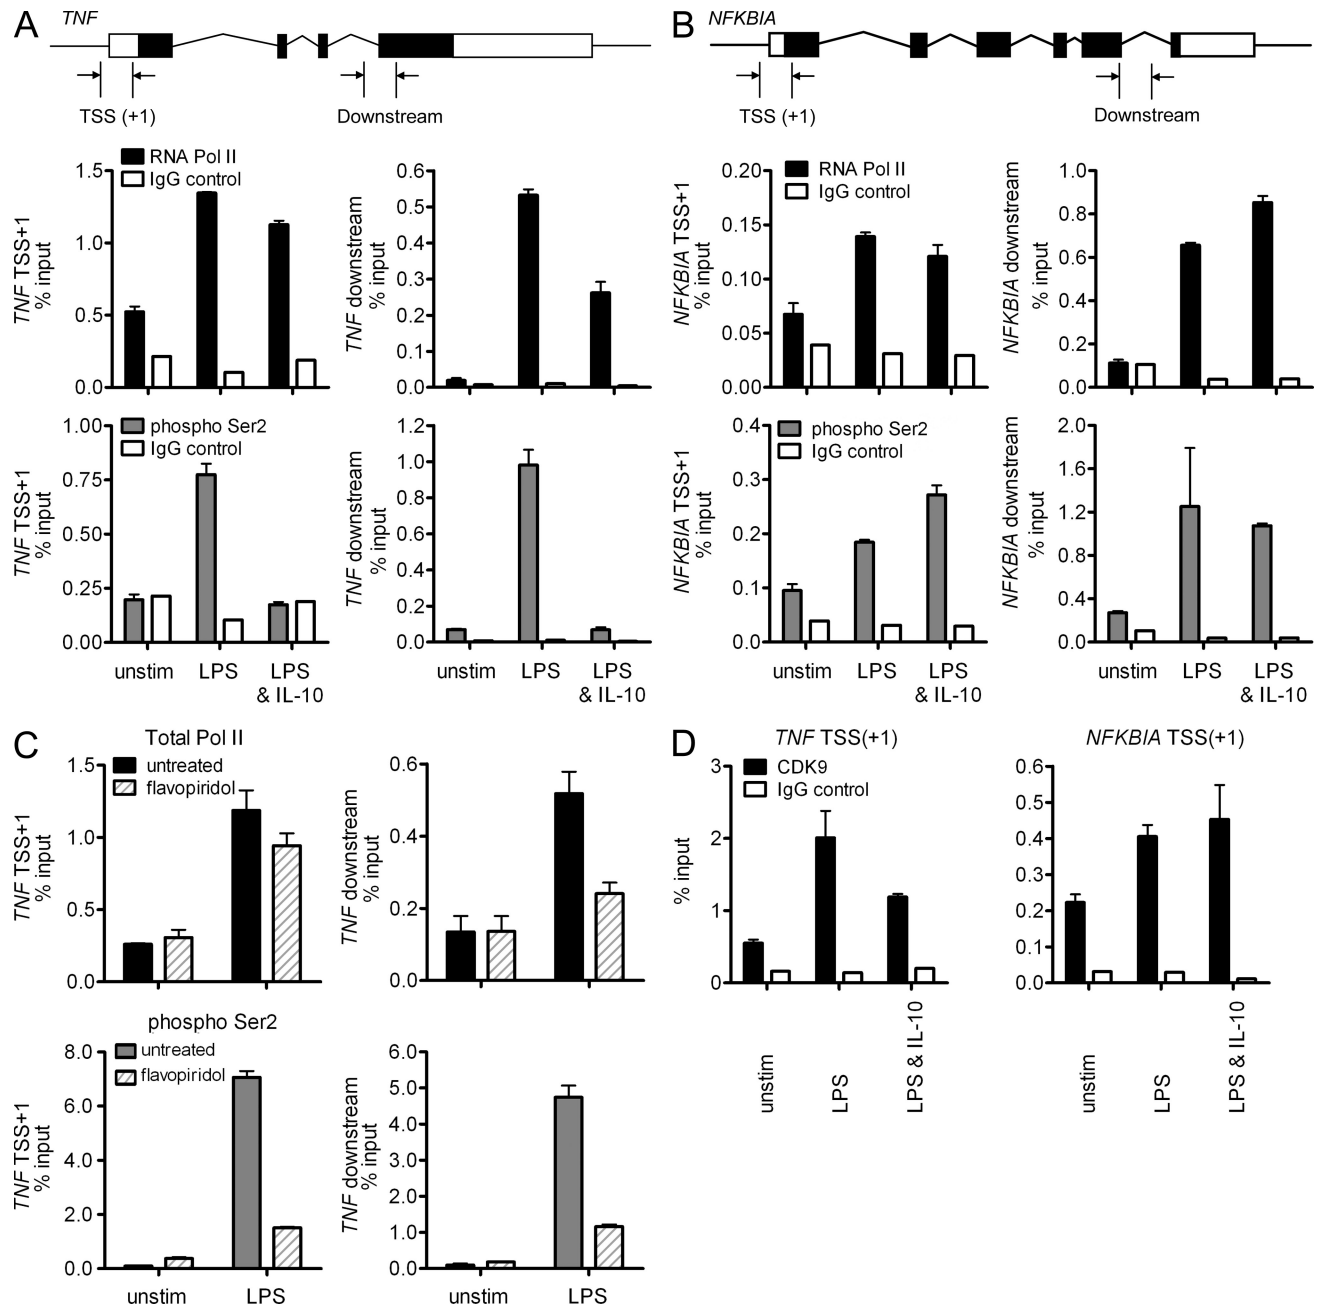 A
TNF
TSS (+1)
Downstream
RNA Pol II
IgG control
TNF TSS+1
% input
1.5
1.0
0.5
0.0
TNF downstream
% input
0.6
0.5
0.4
0.3
0.2
0.1
0.0
phospho Ser2
IgG control
TNF TSS+1
% input
1.00
0.75
0.50
0.25
0.00
unstim
LPS
LPS
& IL-10
TNF downstream
% input
1.2
1.0
0.8
0.6
0.4
0.2
0.0
unstim
LPS
LPS
& IL-10
B
NFKBIA
TSS (+1)
Downstream
RNA Pol II
IgG control
NFKBIA TSS+1
% input
0.20
0.15
0.10
0.05
0.00
NFKBIA downstream
% input
1.0
0.8
0.6
0.4
0.2
0.0
phospho Ser2
IgG control
NFKBIA TSS+1
% input
0.4
0.3
0.2
0.1
0.0
unstim
LPS
LPS
& IL-10
NFKBIA downstream
% input
2.0
1.6
1.2
0.8
0.4
0.0
unstim
LPS
LPS
& IL-10
C
Total Pol II
untreated
flavopiridol
TNF TSS+1
% input
1.5
1.0
0.5
0.0
TNF downstream
% input
0.6
0.4
0.2
0.0
phospho Ser2
untreated
flavopiridol
TNF TSS+1
% input
8.0
6.0
4.0
2.0
0.0
unstim
LPS
TNF downstream
% input
6.0
5.0
4.0
3.0
2.0
1.0
0.0
unstim
LPS
D
TNF TSS(+1)
CDK9
IgG control
% input
3
2
1
0
unstim
LPS
LPS & IL-10
NFKBIA TSS(+1)
0.6
0.5
0.4
0.3
0.2
0.1
0.0
unstim
LPS
LPS & IL-10